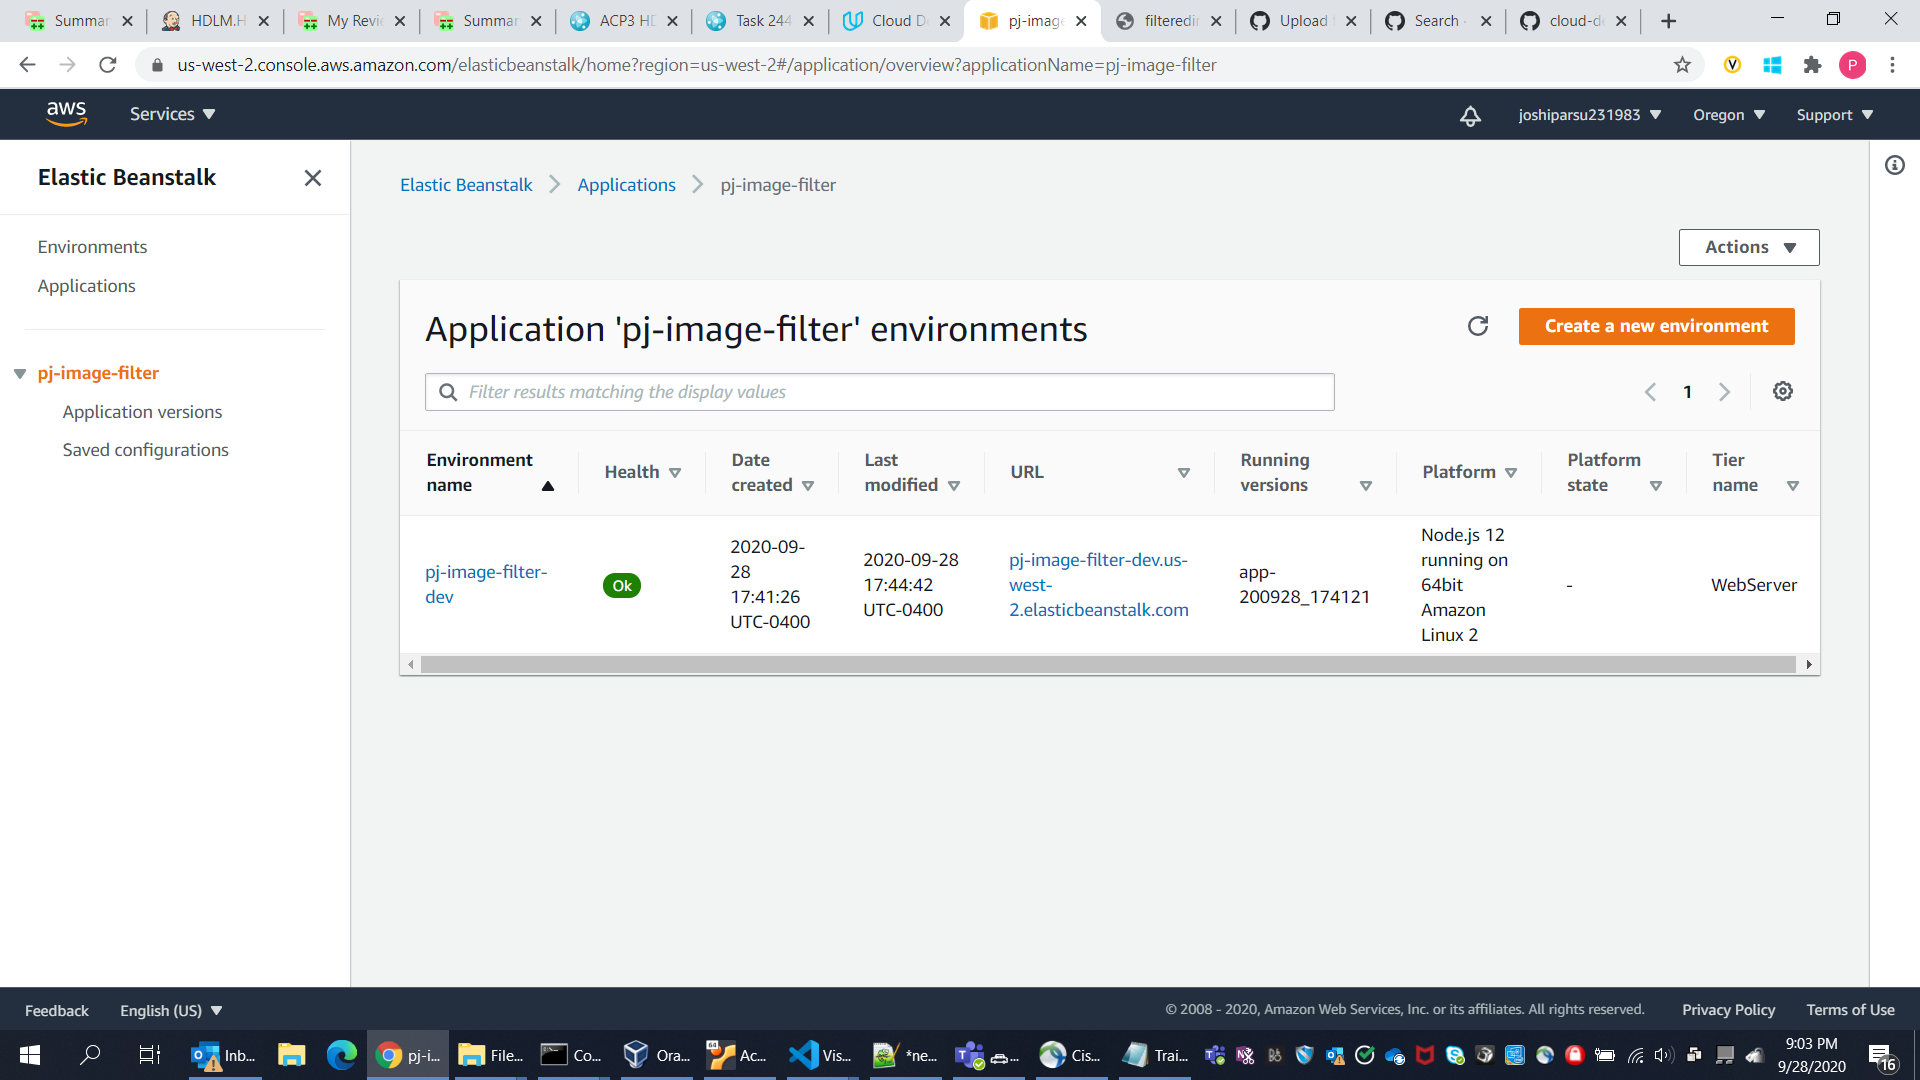 Summar
HDLM.H
My Revie
Summar
ACP3 HD
Task 244
Cloud De
pj-image
filteredim
Upload f
Search ·
cloud-de
us-west-2.console.aws.amazon.com/elasticbeanstalk/home?region=us-west-2#/application/overview?applicationName=pj-image-filter
V
P
aws
Services
joshiparsu231983
Oregon
Support
Elastic Beanstalk
Environments
Applications
pj-image-filter
Application versions
Saved configurations
Elastic Beanstalk
Applications
pj-image-filter
Actions
Application 'pj-image-filter' environments
Create a new environment
Filter results matching the display values
1
Environment
name
Health
Date
created
Last
modified
URL
Running
versions
Platform
Platform
state
Tier
name
pj-image-filter-
dev
Ok
2020-09-
28
17:41:26
UTC-0400
2020-09-28
17:44:42
UTC-0400
pj-image-filter-dev.us-
west-
2.elasticbeanstalk.com
app-
200928_174121
Node.js 12
running on
64bit
Amazon
Linux 2
-
WebServer
Feedback
English (US)
© 2008 - 2020, Amazon Web Services, Inc. or its affiliates. All rights reserved.
Privacy Policy
Terms of Use
Inb...
pj-i...
File...
Co...
Ora...
64
Ac...
Vis...
*ne...
Cis...
Trai...
9:03 PM
9/28/2020
16